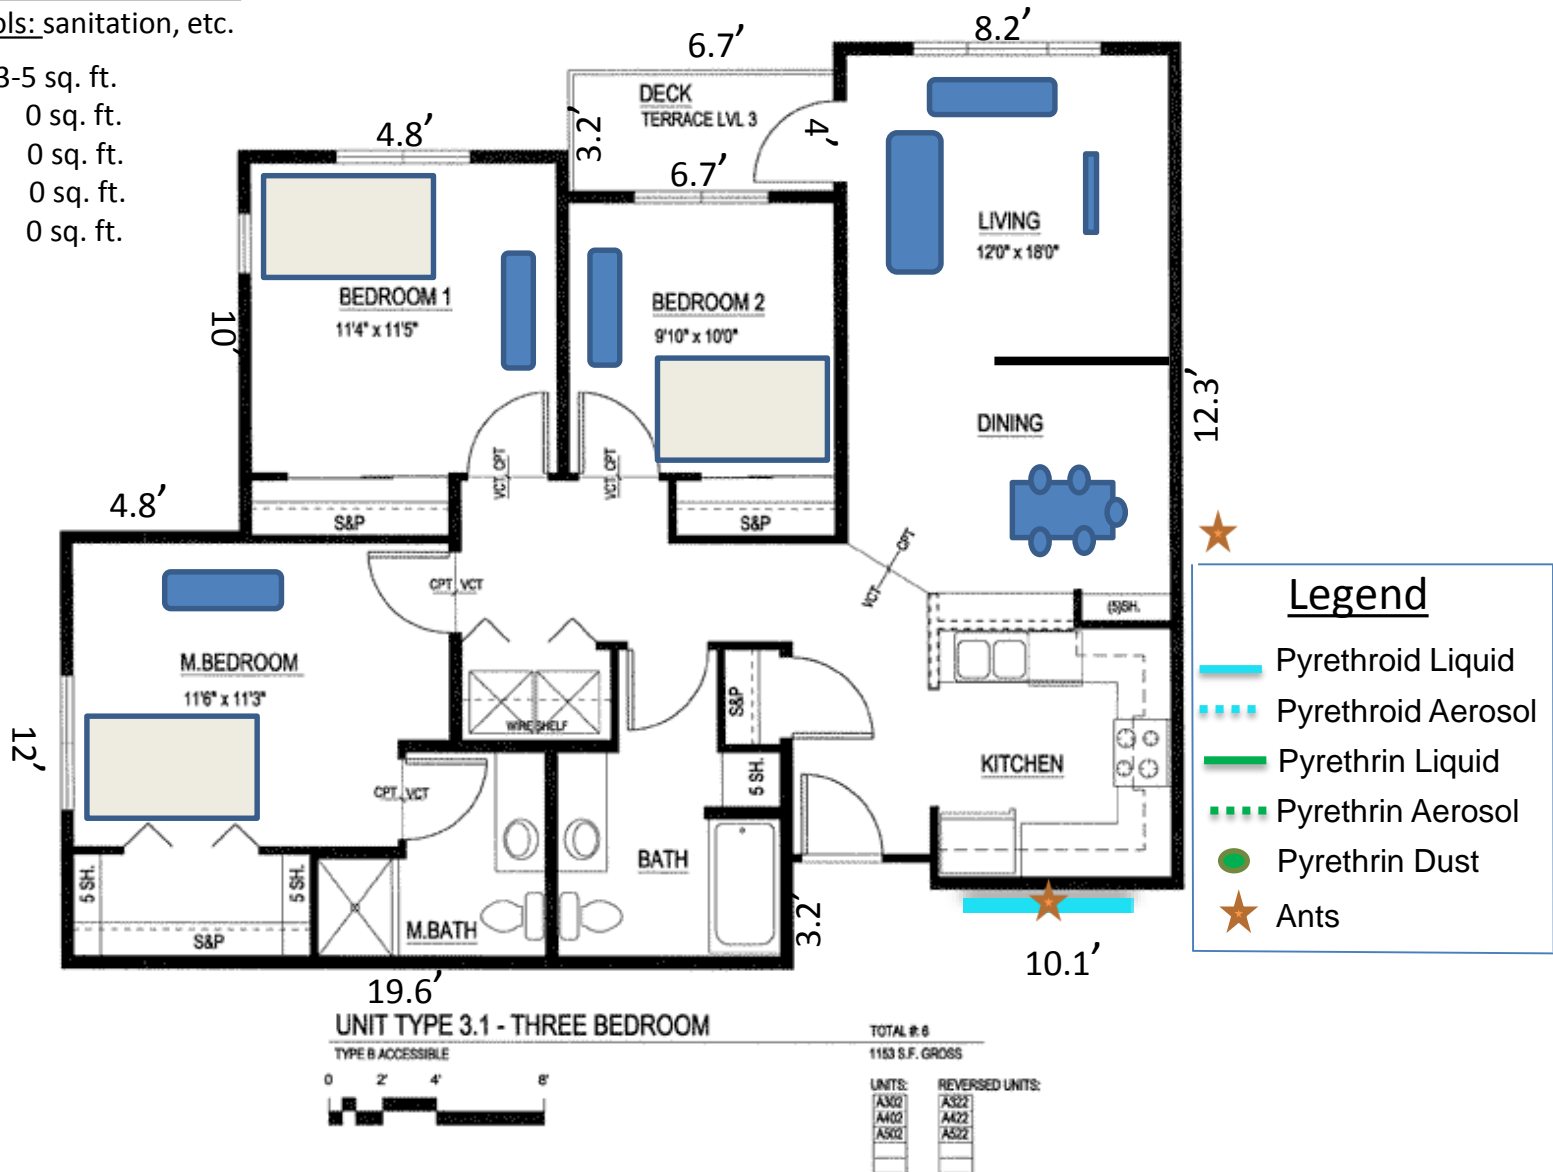 ols: sanitation, etc.
3-5 sq. ft.
0 sq. ft.
0 sq. ft.
0 sq. ft.
0 sq. ft.
6.7’
8.2’
DECK
TERRACE LVL 3
3.2’
4’
4.8’
6.7’
LIVING
12'0" x 18'0"
BEDROOM 1
11'4" x 11'5"
BEDROOM 2
9'10" x 10'0"
10’
12.3’
DINING
VCT CPT
VCT CPT
S&P
S&P
4.8’
CPT VCT
VCT CPT
(5)SH.
M.BEDROOM
11'6" x 11'3"
WIRE SHELF
S&P
12’
KITCHEN
CPT VCT
5 SH.
BATH
5 SH.
5 SH.
S&P
M.BATH
3.2’
10.1’
19.6’
Legend
Pyrethroid Liquid
Pyrethroid Aerosol
Pyrethrin Liquid
Pyrethrin Aerosol
Pyrethrin Dust
Ants
UNIT TYPE 3.1 - THREE BEDROOM
TYPE B ACCESSIBLE
0 2' 4' 8'
TOTAL #: 6
1153 S.F. GROSS
UNITS: REVERSED UNITS:
A302 A322
A402 A422
A502 A522